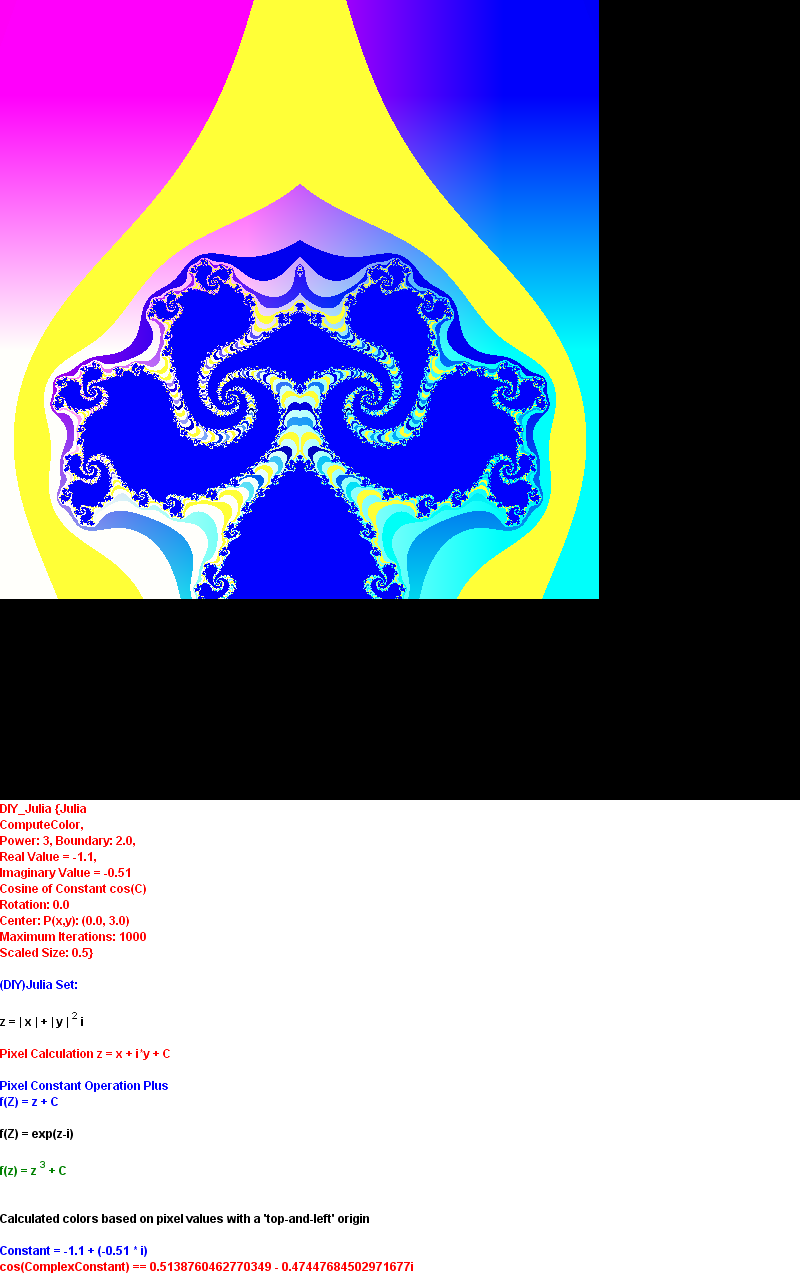 DIY_Julia {Julia
ComputeColor,
Power: 3, Boundary: 2.0,
Real Value = -1.1,
Imaginary Value = -0.51
Cosine of Constant cos(C)
Rotation: 0.0
Center: P(x,y): (0.0, 3.0)
Maximum Iterations: 1000
Scaled Size: 0.5}
(DIY)Julia Set:
z = | x | + | y | 2 i
Pixel Calculation z = x + i*y + C
Pixel Constant Operation Plus
f(Z) = z + C
f(Z) = exp(z-i)
f(z) = z 3 + C
Calculated colors based on pixel values with a 'top-and-left' origin
Constant = -1.1 + (-0.51 * i)
cos(ComplexConstant) == 0.5138760462770349 - 0.47447684502971677i